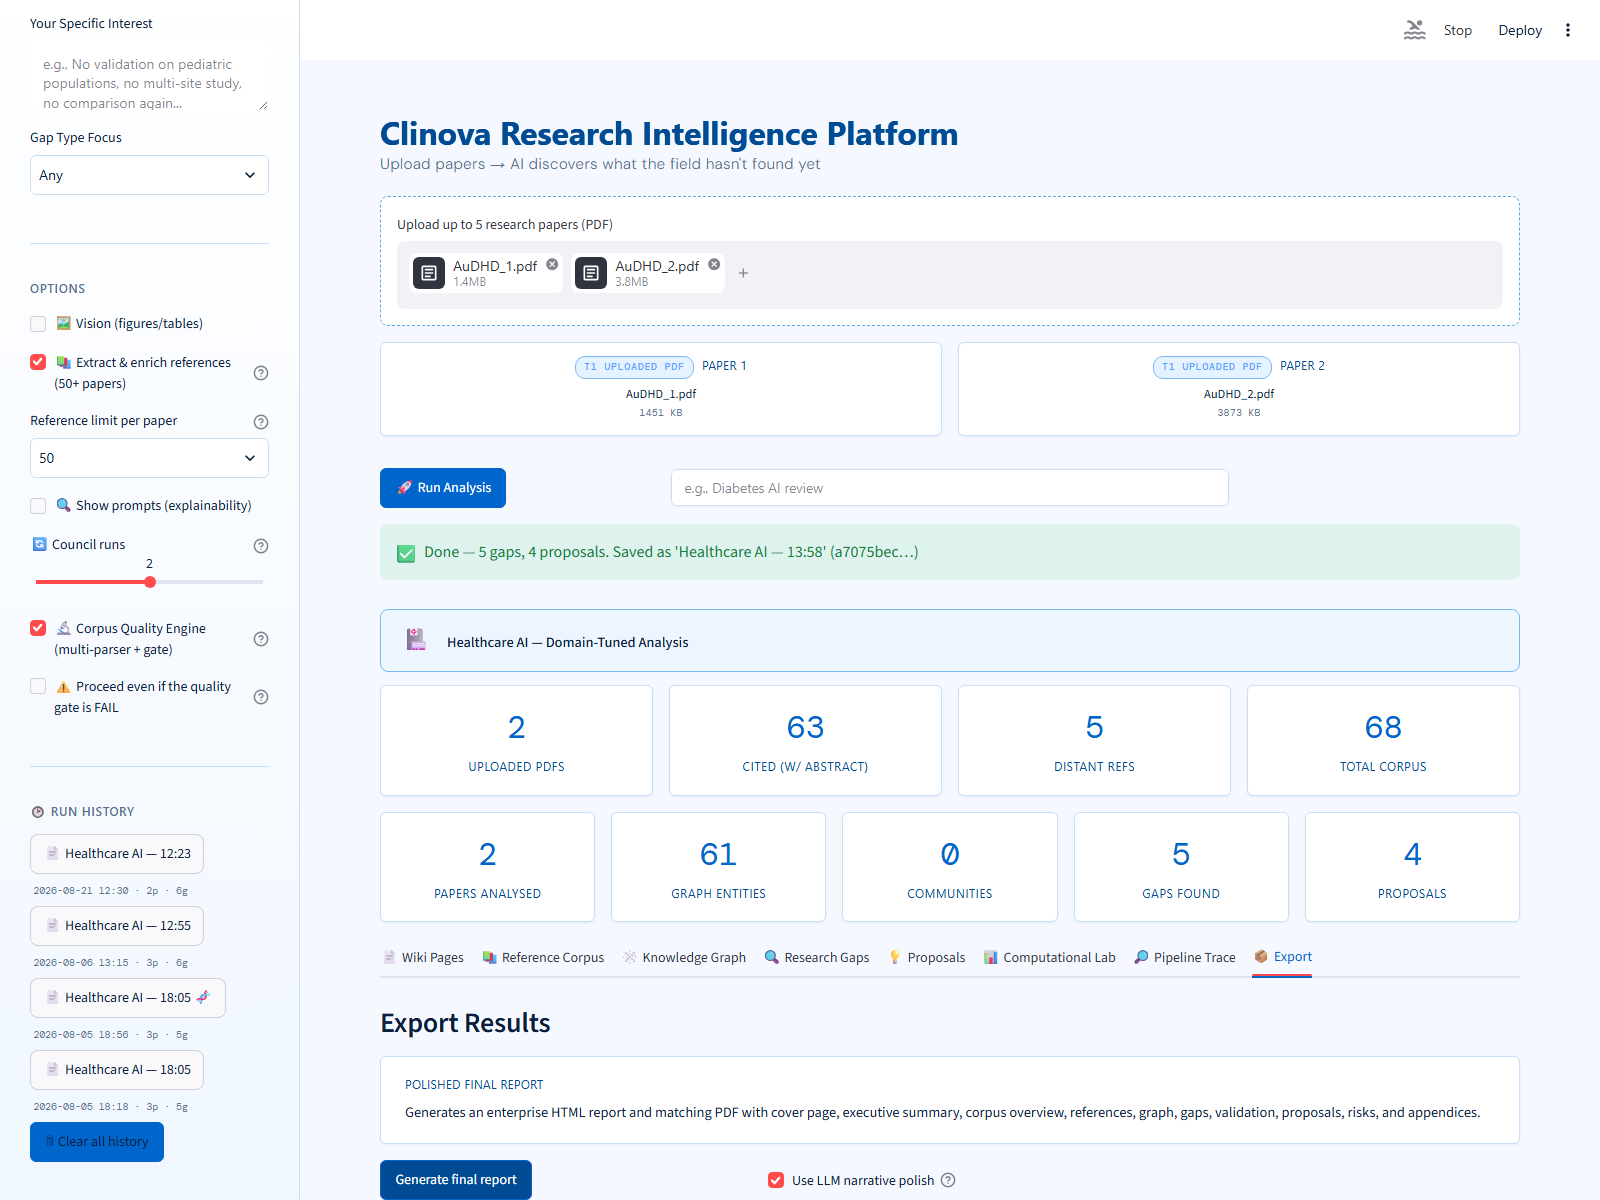 Your Specific Interest
e.g., No validation on pediatric
populations, no multi-site study,
no comparison again...
Gap Type Focus
Any
OPTIONS
Vision (figures/tables)
Extract & enrich references
(50+ papers)
Reference limit per paper
50
Show prompts (explainability)
Council runs
2
Corpus Quality Engine
(multi-parser + gate)
Proceed even if the quality
gate is FAIL
RUN HISTORY
Healthcare AI — 12:23
2026-08-21 12:30 · 2p · 6g
Healthcare AI — 12:55
2026-08-06 13:15 · 3p · 6g
Healthcare AI — 18:05
2026-08-05 18:56 · 3p · 5g
Healthcare AI — 18:05
2026-08-05 18:18 · 3p · 5g
Clear all history
Stop
Deploy
Clinova Research Intelligence Platform
Upload papers → AI discovers what the field hasn't found yet
Upload up to 5 research papers (PDF)
AuDHD_1.pdf
1.4MB
AuDHD_2.pdf
3.8MB
T1 UPLOADED PDF PAPER 1
AuDHD_1.pdf
1451 KB
T1 UPLOADED PDF PAPER 2
AuDHD_2.pdf
3873 KB
Run Analysis
e.g., Diabetes AI review
Done — 5 gaps, 4 proposals. Saved as 'Healthcare AI — 13:58' (a7075bec…)
Healthcare AI — Domain-Tuned Analysis
2
UPLOADED PDFS
63
CITED (W/ ABSTRACT)
5
DISTANT REFS
68
TOTAL CORPUS
2
PAPERS ANALYSED
61
GRAPH ENTITIES
0
COMMUNITIES
5
GAPS FOUND
4
PROPOSALS
Wiki Pages
Reference Corpus
Knowledge Graph
Research Gaps
Proposals
Computational Lab
Pipeline Trace
Export
Export Results
POLISHED FINAL REPORT
Generates an enterprise HTML report and matching PDF with cover page, executive summary, corpus overview, references, graph, gaps, validation, proposals, risks, and appendices.
Generate final report
Use LLM narrative polish